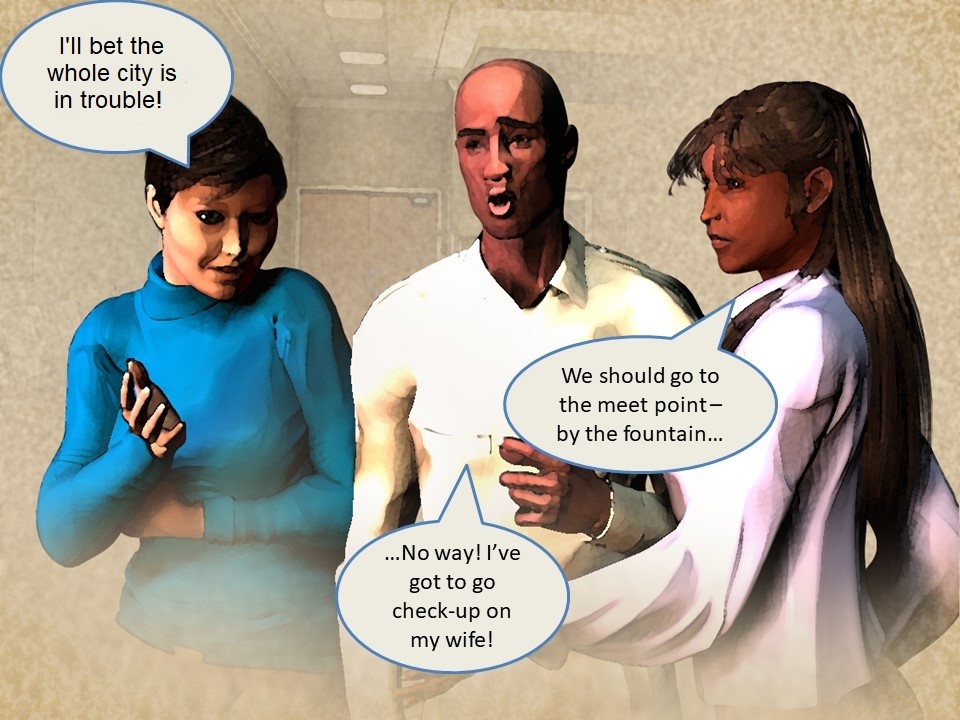 I'll bet the
whole city is
in trouble!
We should go to
the meet point–
by the fountain…
…No way! I’ve
got to go
check-up on
my wife!